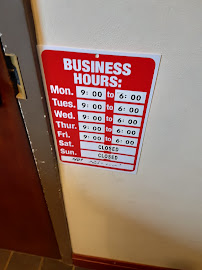 BUSINESS
HOURS:
Mon. 9:00 to 6:00
Tues. 9:00 to 6:00
Wed. 9:00 to 6:00
Thur. 9:00 to 6:00
Fri. 9:00 to 6:00
Sat. CLOSED
Sun. CLOSED